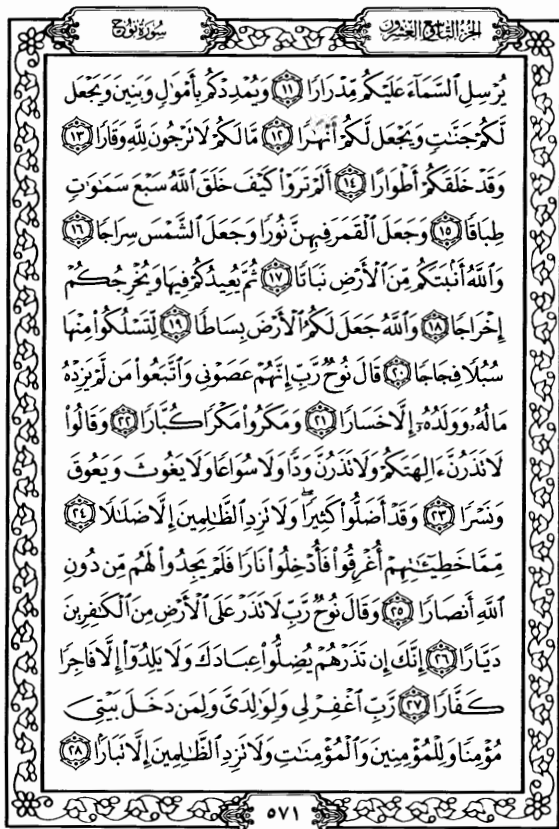 الجزء التاسع والعشرون
سورة نوح
يُرْسِلِ ٱلسَّمَآءَ عَلَيْكُم مِّدْرَارًا ١١ وَيُمْدِدْكُم بِأَمْوَٰلٍ وَبَنِينَ وَيَجْعَل
لَّكُمْ جَنَّٰتٍ وَيَجْعَل لَّكُمْ أَنْهَٰرًا ١٢ مَّا لَكُمْ لَا تَرْجُونَ لِلَّهِ وَقَارًا ١٣
وَقَدْ خَلَقَكُمْ أَطْوَارًا ١٤ أَلَمْ تَرَوْا۟ كَيْفَ خَلَقَ ٱللَّهُ سَبْعَ سَمَٰوَٰتٍ
طِبَاقًا ١٥ وَجَعَلَ ٱلْقَمَرَ فِيهِنَّ نُورًا وَجَعَلَ ٱلشَّمْسَ سِرَاجًا ١٦
وَٱللَّهُ أَنۢبَتَكُم مِّنَ ٱلْأَرْضِ نَبَاتًا ١٧ ثُمَّ يُعِيدُكُمْ فِيهَا وَيُخْرِجُكُمْ
إِخْرَاجًا ١٨ وَٱللَّهُ جَعَلَ لَكُمُ ٱلْأَرْضَ بِسَاطًا ١٩ لِّتَسْلُكُوا۟ مِنْهَا
سُبُلًا فِجَاجًا ٢٠ قَالَ نُوحٌ رَّبِّ إِنَّهُمْ عَصَوْنِى وَٱتَّبَعُوا۟ مَن لَّمْ يَزِدْهُ
مَالُهُۥ وَوَلَدُهُۥٓ إِلَّا خَسَارًا ٢١ وَمَكَرُوا۟ مَكْرًا كُبَّارًا ٢٢ وَقَالُوا۟
لَا تَذَرُنَّ ءَالِهَتَكُمْ وَلَا تَذَرُنَّ وَدًّا وَلَا سُوَاعًا وَلَا يَغُوثَ وَيَعُوقَ
وَنَسْرًا ٢٣ وَقَدْ أَضَلُّوا۟ كَثِيرًا ۖ وَلَا تَزِدِ ٱلظَّٰلِمِينَ إِلَّا ضَلَٰلًا ٢٤
مِّمَّا خَطِيٓـَٰٔتِهِمْ أُغْرِقُوا۟ فَأُدْخِلُوا۟ نَارًا فَلَمْ يَجِدُوا۟ لَهُم مِّن دُونِ
ٱللَّهِ أَنصَارًا ٢٥ وَقَالَ نُوحٌ رَّبِّ لَا تَذَرْ عَلَى ٱلْأَرْضِ مِنَ ٱلْكَٰفِرِينَ
دَيَّارًا ٢٦ إِنَّكَ إِن تَذَرْهُمْ يُضِلُّوا۟ عِبَادَكَ وَلَا يَلِدُوٓا۟ إِلَّا فَاجِرًا
كَفَّارًا ٢٧ رَّبِّ ٱغْفِرْ لِى وَلِوَٰلِدَىَّ وَلِمَن دَخَلَ بَيْتِىَ
مُؤْمِنًا وَلِلْمُؤْمِنِينَ وَٱلْمُؤْمِنَٰتِ وَلَا تَزِدِ ٱلظَّٰلِمِينَ إِلَّا تَبَارًۢا ٢٨
٥٧١